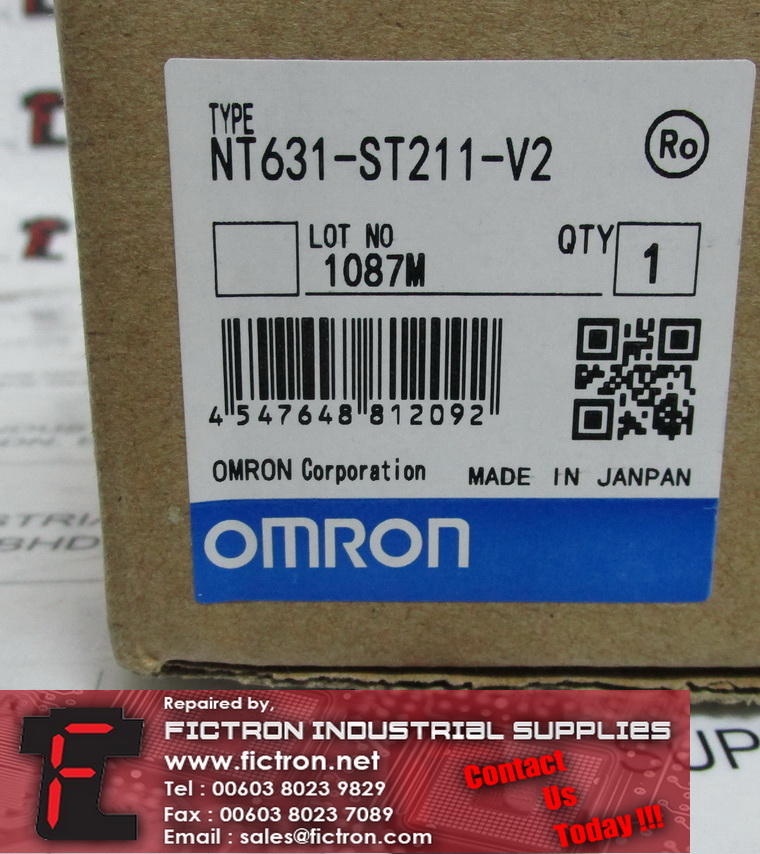 TYPE
NT631-ST211-V2
Ro
LOT NO
1087M
QTY
1
4 547648 812092
OMRON Corporation
MADE IN JANPAN
OMRON
Repaired by,
FICTRON INDUSTRIAL SUPPLIES
www.fictron.net
Tel : 00603 8023 9829
Fax : 00603 8023 7089
Email : sales@fictron.com
Contact
Us
Today !!!